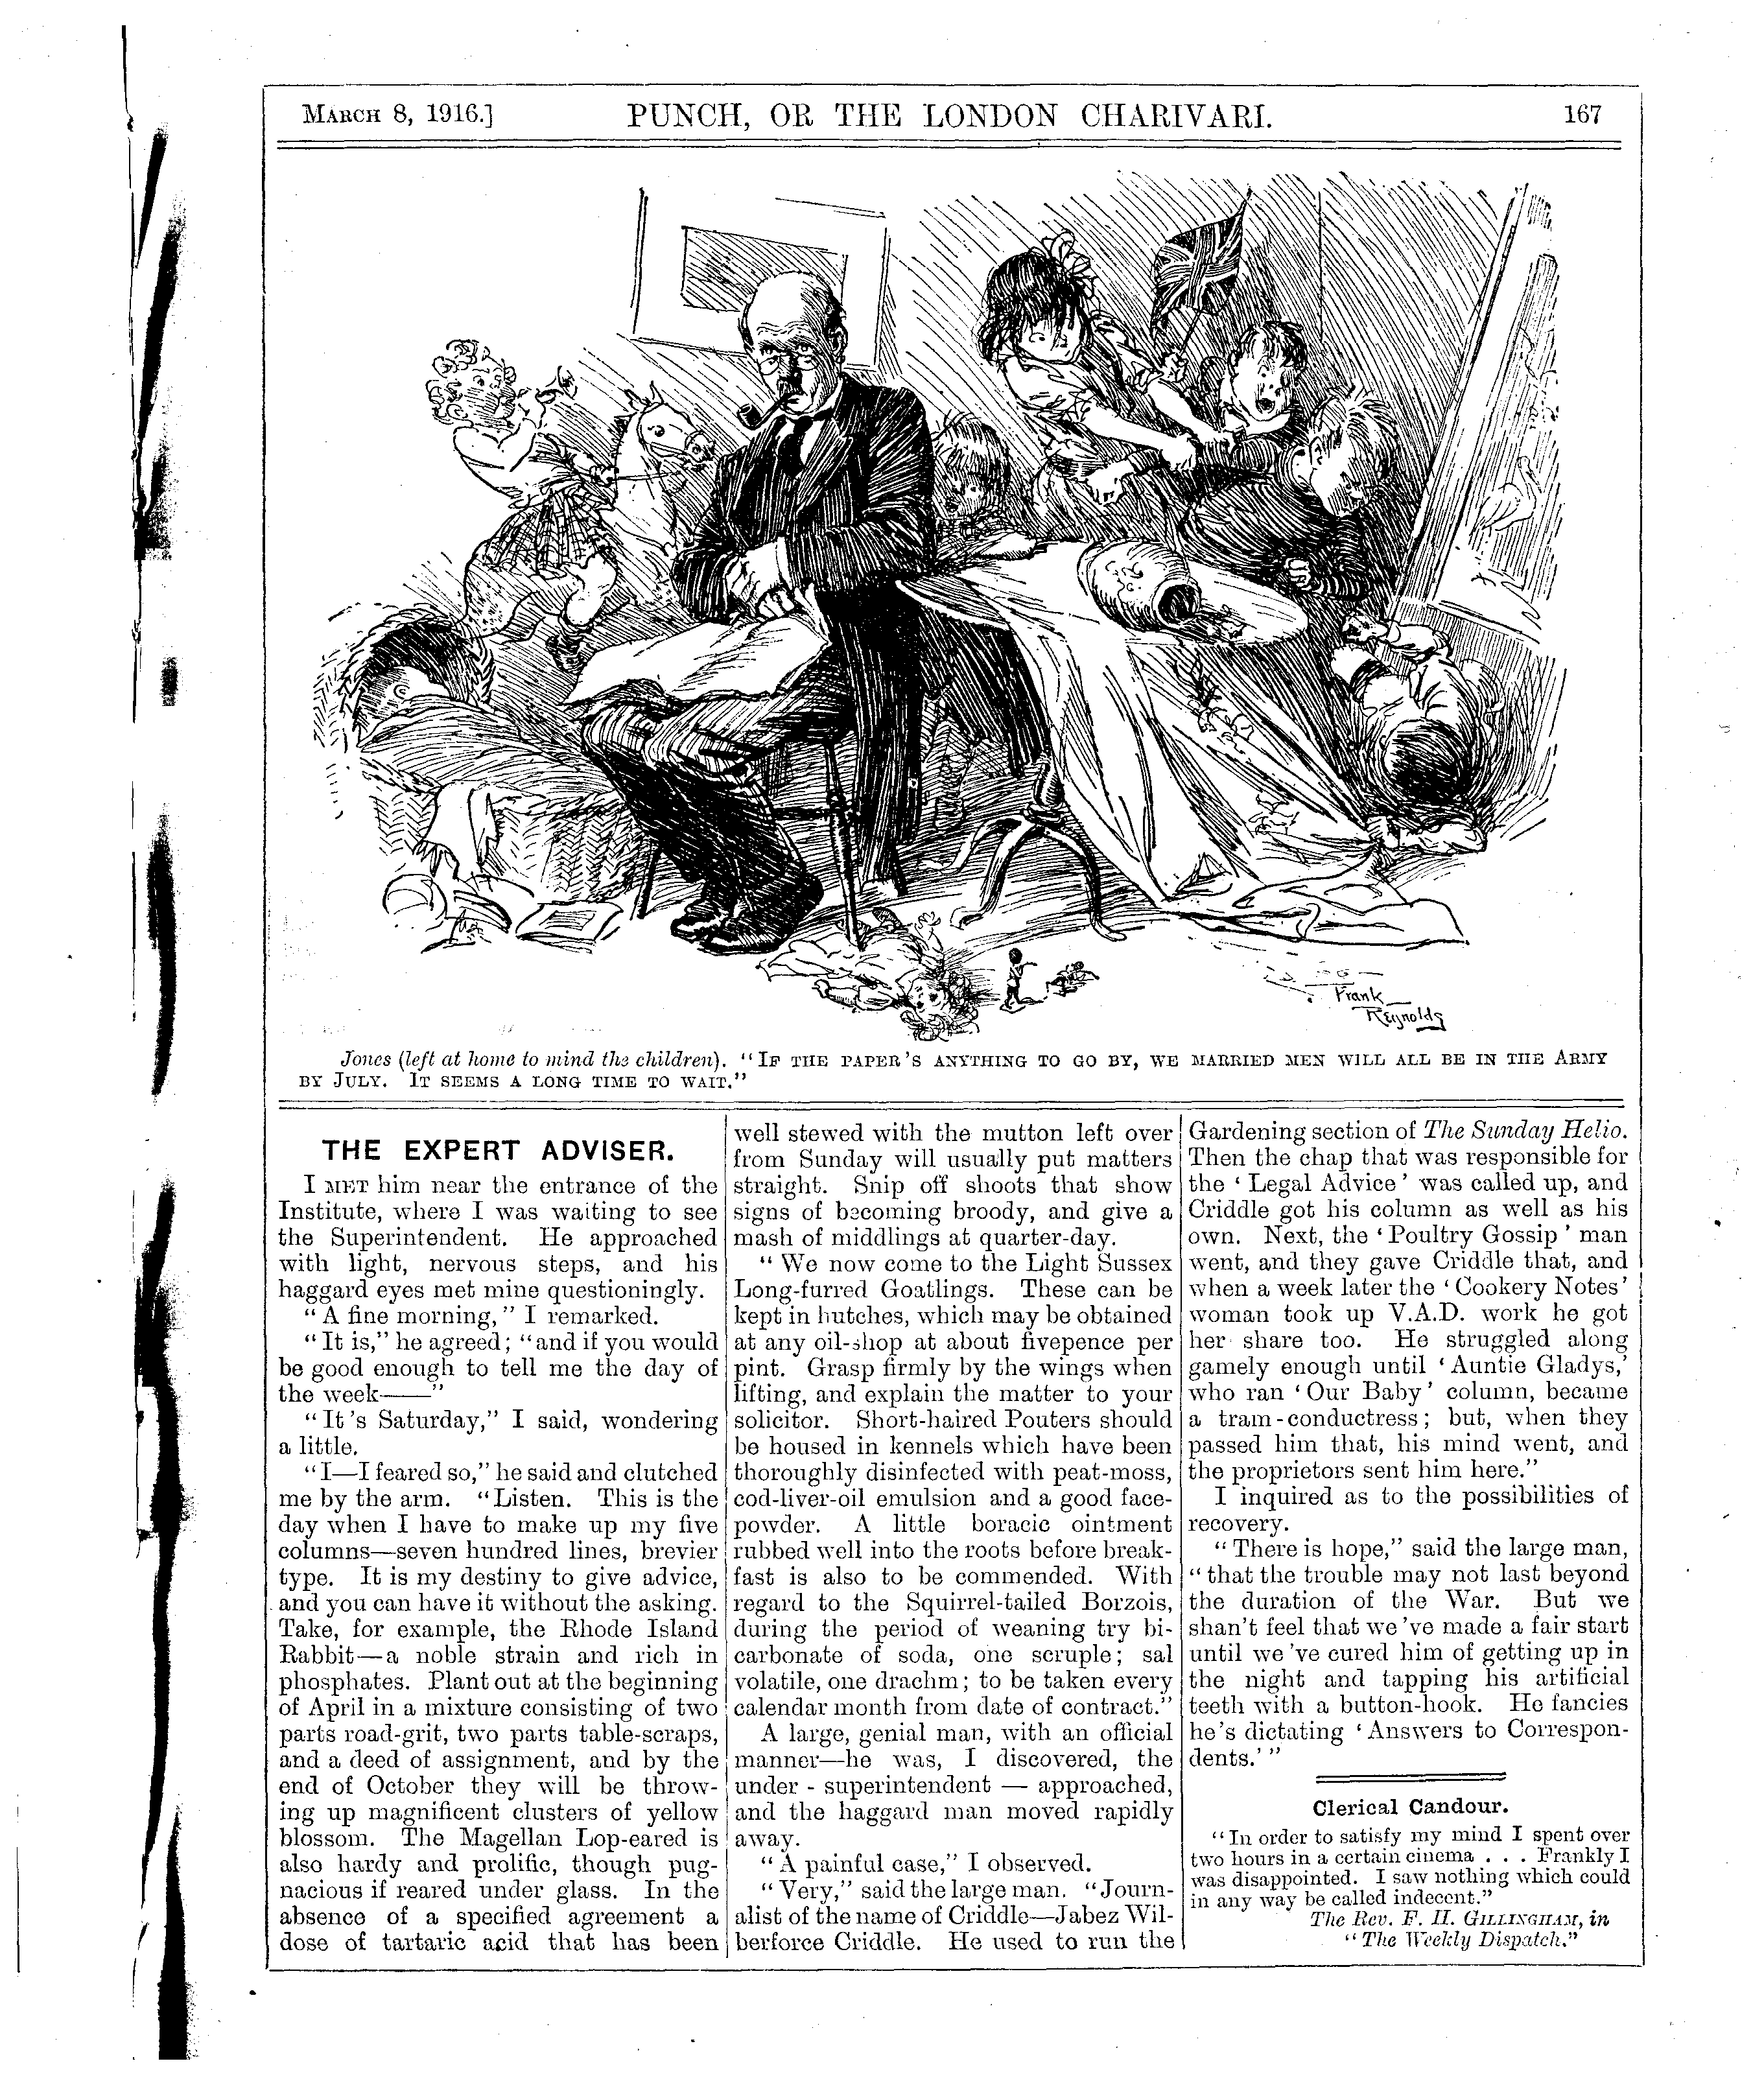 MARCH 8, 1916.] PUNCH, OR THE LONDON CHARIVARI. 167
Frank
Reynolds
Jones (left at home to mind the children). "IF THE PAPER'S ANYTHING TO GO BY, WE MARRIED MEN WILL ALL BE IN THE ARMY
BY JULY. IT SEEMS A LONG TIME TO WAIT."
THE EXPERT ADVISER.
I MET him near the entrance of the
Institute, where I was waiting to see
the Superintendent. He approached
with light, nervous steps, and his
haggard eyes met mine questioningly.
"A fine morning," I remarked.
"It is," he agreed; "and if you would
be good enough to tell me the day of
the week——"
"It's Saturday," I said, wondering
a little.
"I—I feared so," he said and clutched
me by the arm. "Listen. This is the
day when I have to make up my five
columns—seven hundred lines, brevier
type. It is my destiny to give advice,
and you can have it without the asking.
Take, for example, the Rhode Island
Rabbit—a noble strain and rich in
phosphates. Plant out at the beginning
of April in a mixture consisting of two
parts road-grit, two parts table-scraps,
and a deed of assignment, and by the
end of October they will be throw-
ing up magnificent clusters of yellow
blossom. The Magellan Lop-eared is
also hardy and prolific, though pug-
nacious if reared under glass. In the
absence of a specified agreement a
dose of tartaric acid that has been
well stewed with the mutton left over
from Sunday will usually put matters
straight. Snip off shoots that show
signs of becoming broody, and give a
mash of middlings at quarter-day.
"We now come to the Light Sussex
Long-furred Goatlings. These can be
kept in hutches, which may be obtained
at any oil-shop at about fivepence per
pint. Grasp firmly by the wings when
lifting, and explain the matter to your
solicitor. Short-haired Pouters should
be housed in kennels which have been
thoroughly disinfected with peat-moss,
cod-liver-oil emulsion and a good face-
powder. A little boracic ointment
rubbed well into the roots before break-
fast is also to be commended. With
regard to the Squirrel-tailed Borzois,
during the period of weaning try bi-
carbonate of soda, one scruple; sal
volatile, one drachm; to be taken every
calendar month from date of contract."
A large, genial man, with an official
manner—he was, I discovered, the
under-superintendent — approached,
and the haggard man moved rapidly
away.
"A painful case," I observed.
"Very," said the large man. "Journ-
alist of the name of Criddle—Jabez Wil-
berforce Criddle. He used to run the
Gardening section of The Sunday Helio.
Then the chap that was responsible for
the 'Legal Advice' was called up, and
Criddle got his column as well as his
own. Next, the 'Poultry Gossip' man
went, and they gave Criddle that, and
when a week later the 'Cookery Notes'
woman took up V.A.D. work he got
her share too. He struggled along
gamely enough until 'Auntie Gladys,'
who ran 'Our Baby' column, became
a tram-conductress; but, when they
passed him that, his mind went, and
the proprietors sent him here."
I inquired as to the possibilities of
recovery.
"There is hope," said the large man,
"that the trouble may not last beyond
the duration of the War. But we
shan't feel that we've made a fair start
until we've cured him of getting up in
the night and tapping his artificial
teeth with a button-hook. He fancies
he's dictating 'Answers to Correspon-
dents.'"
Clerical Candour.
"In order to satisfy my mind I spent over
two hours in a certain cinema . . . Frankly I
was disappointed. I saw nothing which could
in any way be called indecent."
The Rev. F. H. GILLINGHAM, in
"The Weekly Dispatch."